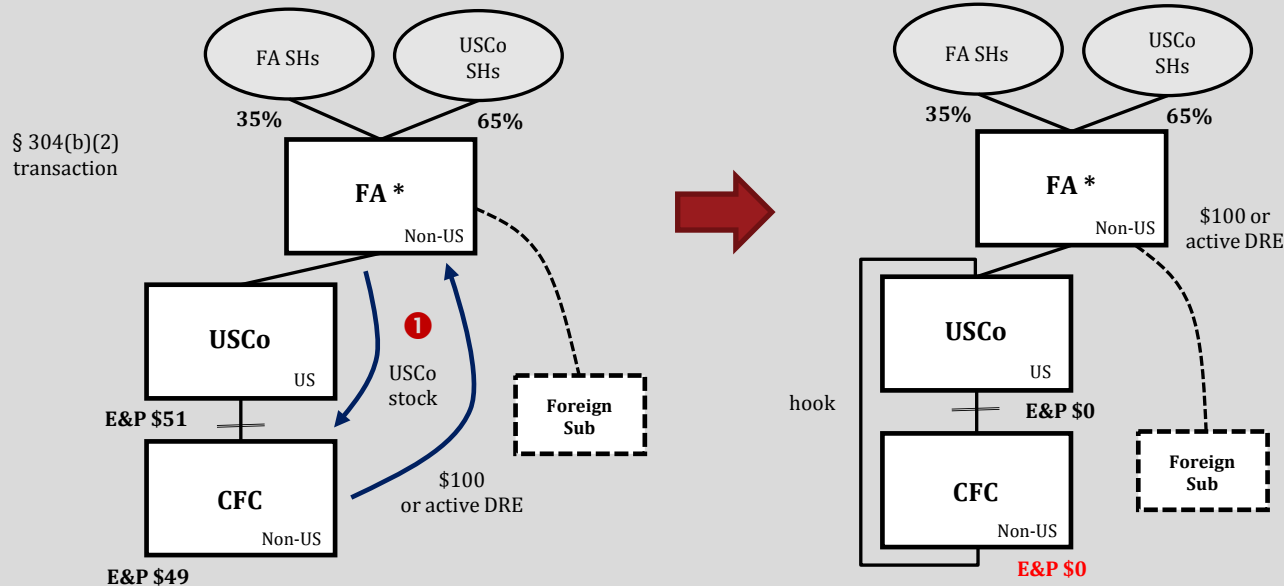 FA SHs
USCo
SHs
35%
65%
§ 304(b)(2)
transaction
FA *
Non-US
❶
USCo
stock
USCo
US
E&P $51
CFC
Non-US
E&P $49
$100
or active DRE
Foreign
Sub
FA SHs
USCo
SHs
35%
65%
FA *
Non-US
$100 or
active DRE
USCo
US
hook
E&P $0
CFC
Non-US
E&P $0
Foreign
Sub